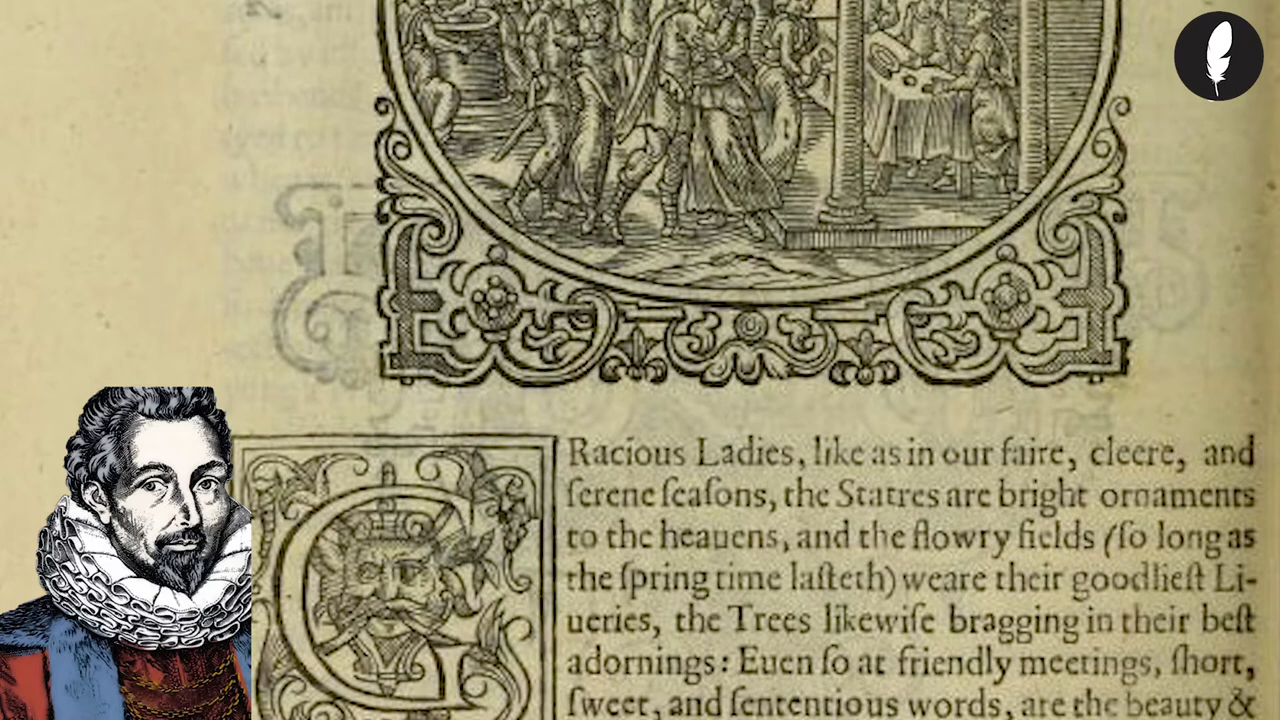 GRacious Ladies, like as in our faire, cleere, and
ſerene ſeaſons, the Starres are bright ornaments
to the heauens, and the flowry fields (ſo long as
the ſpring time laſteth) weare their goodlieſt Li-
ueries, the Trees likewiſe bragging in their beſt
adornings: Euen ſo at friendly meetings, ſhort,
ſweet, and ſententious words, are the beauty &